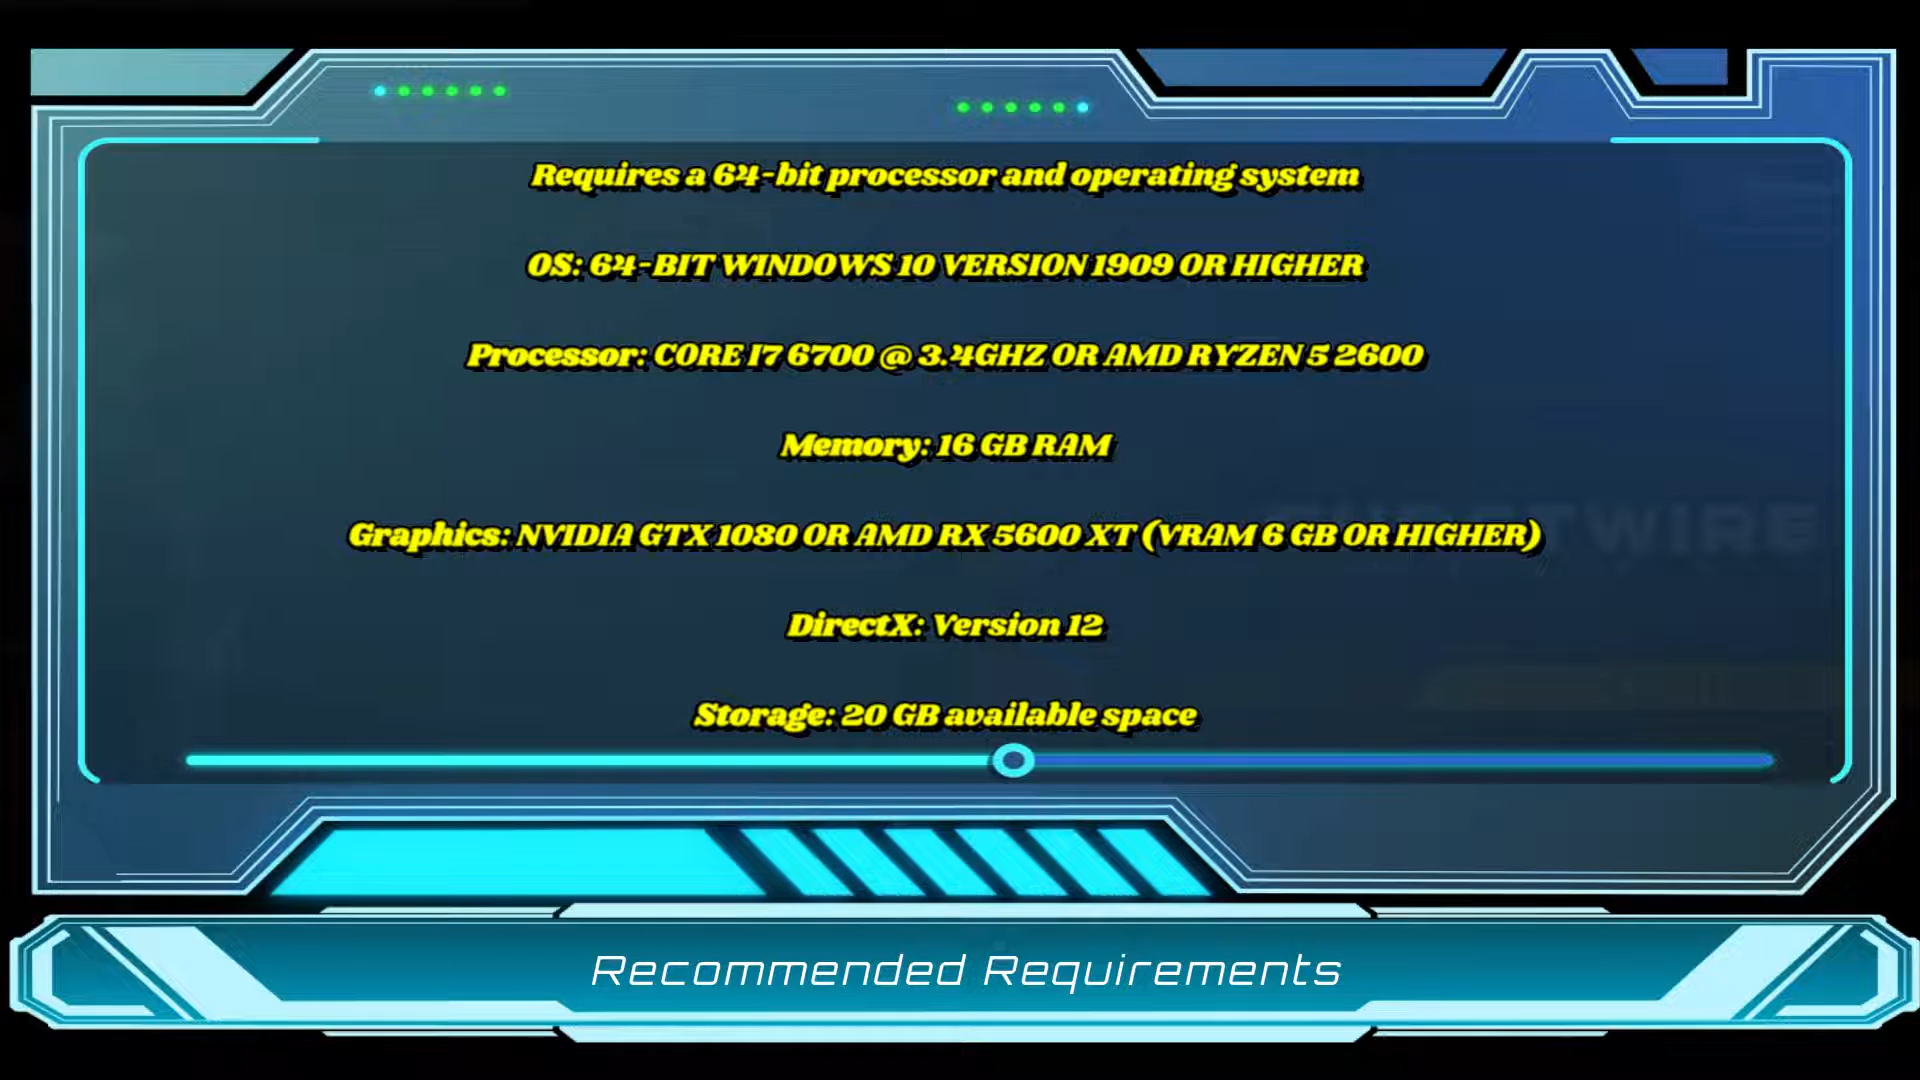 Requires a 64-bit processor and operating system
OS: 64-BIT WINDOWS 10 VERSION 1909 OR HIGHER
Processor: CORE I7 6700 @ 3.4GHZ OR AMD RYZEN 5 2600
Memory: 16 GB RAM
Graphics: NVIDIA GTX 1080 OR AMD RX 5600 XT (VRAM 6 GB OR HIGHER)
DirectX: Version 12
Storage: 20 GB available space
Recommended Requirements